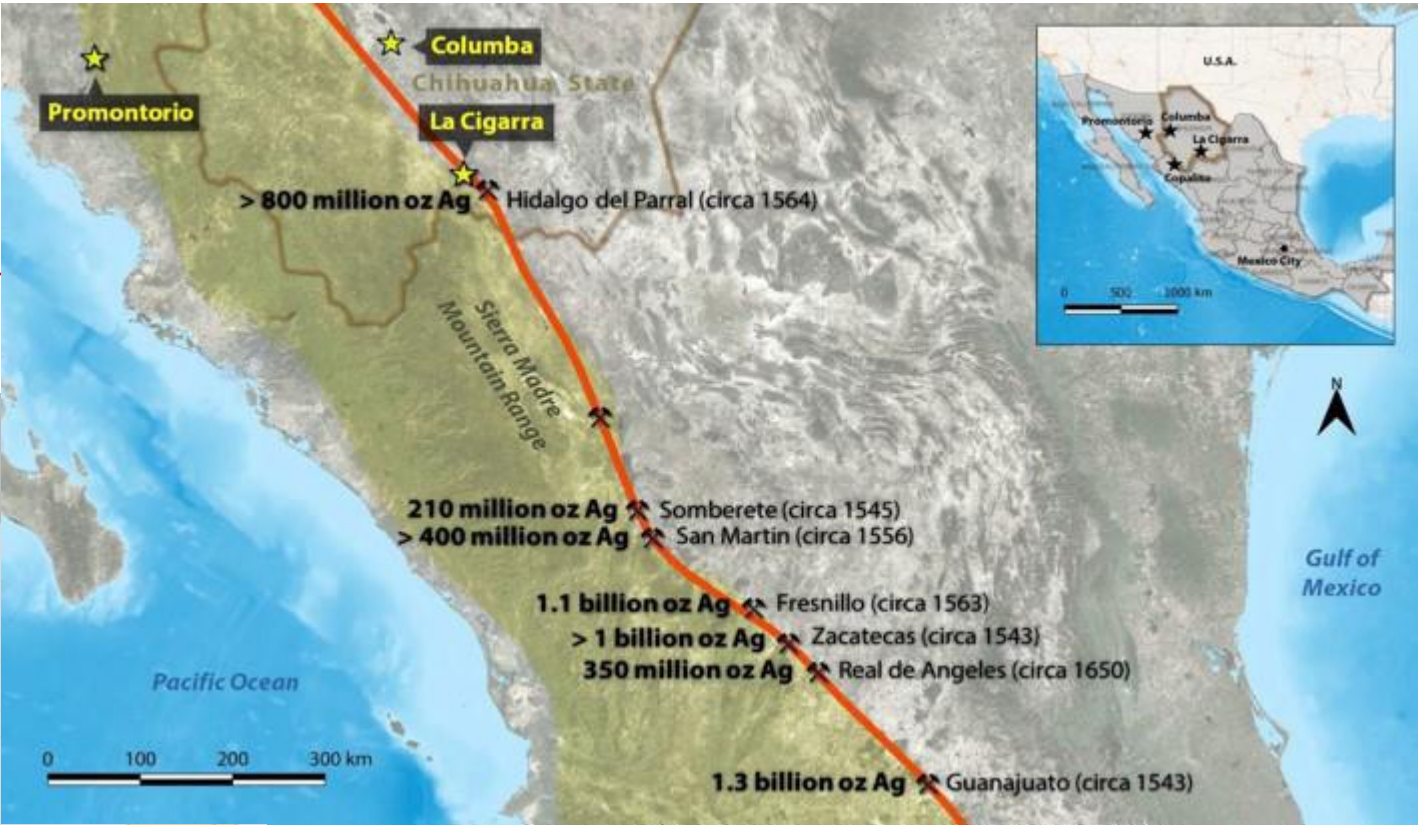 Columba
Chihuahua State
Promontorio
La Cigarra
> 800 million oz Ag Hidalgo del Parral (circa 1564)
Sierra Madre
Mountain Range
210 million oz Ag Somberete (circa 1545)
> 400 million oz Ag San Martin (circa 1556)
1.1 billion oz Ag Fresnillo (circa 1563)
> 1 billion oz Ag Zacatecas (circa 1543)
350 million oz Ag Real de Angeles (circa 1650)
1.3 billion oz Ag Guanajuato (circa 1543)
Pacific Ocean
0 100 200 300 km
Gulf of
Mexico
N
U.S.A.
Promontorio
Columba
La Cigarra
Copalito
Mexico City
0 500 1000 km